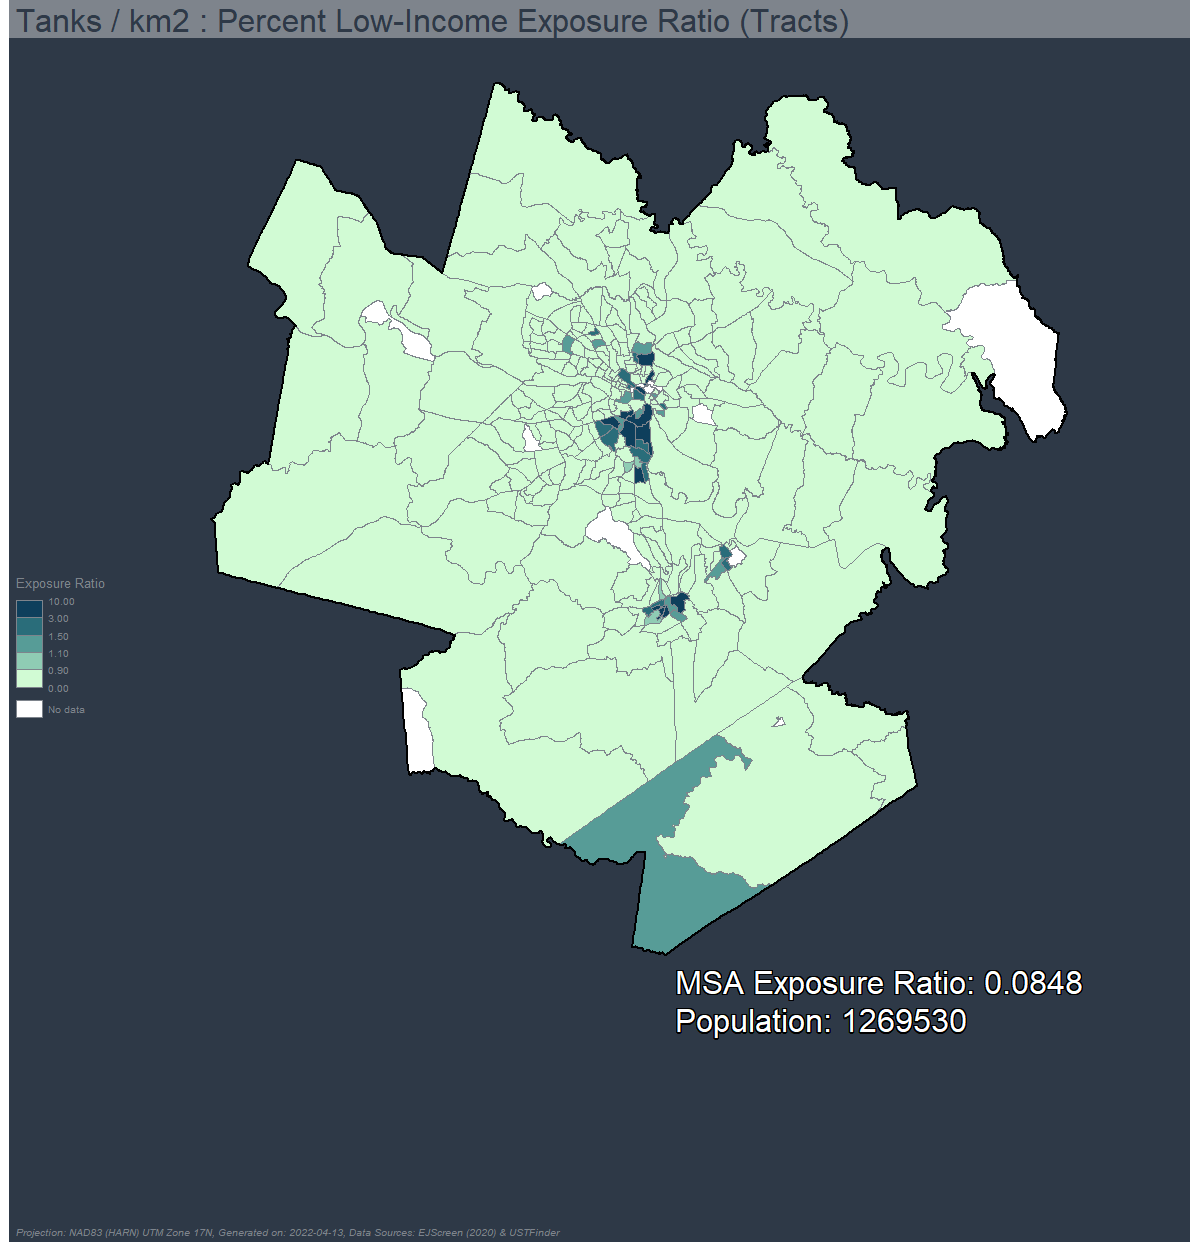 Tanks / km2 : Percent Low-Income Exposure Ratio (Tracts)
Exposure Ratio
10.00
3.00
1.50
1.10
0.90
0.00
No data
MSA Exposure Ratio: 0.0848
Population: 1269530
Projection: NAD83 (HARN) UTM Zone 17N, Generated on: 2022-04-13, Data Sources: EJScreen (2020) & USTFinder